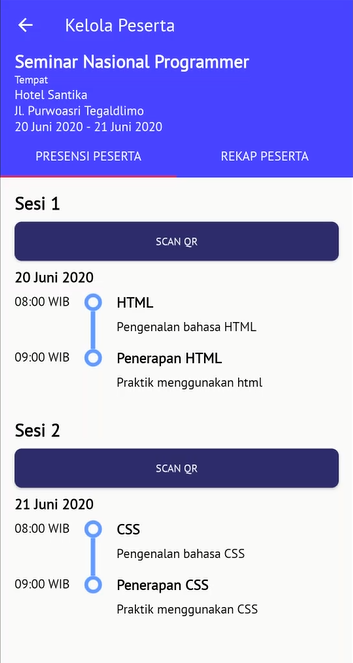 Kelola Peserta
Seminar Nasional Programmer
Tempat
Hotel Santika
Jl. Purwoasri Tegaldlimo
20 Juni 2020 - 21 Juni 2020
PRESENSI PESERTA REKAP PESERTA
Sesi 1
SCAN QR
20 Juni 2020
08:00 WIB HTML
Pengenalan bahasa HTML
09:00 WIB Penerapan HTML
Praktik menggunakan html
Sesi 2
SCAN QR
21 Juni 2020
08:00 WIB CSS
Pengenalan bahasa CSS
09:00 WIB Penerapan CSS
Praktik menggunakan CSS